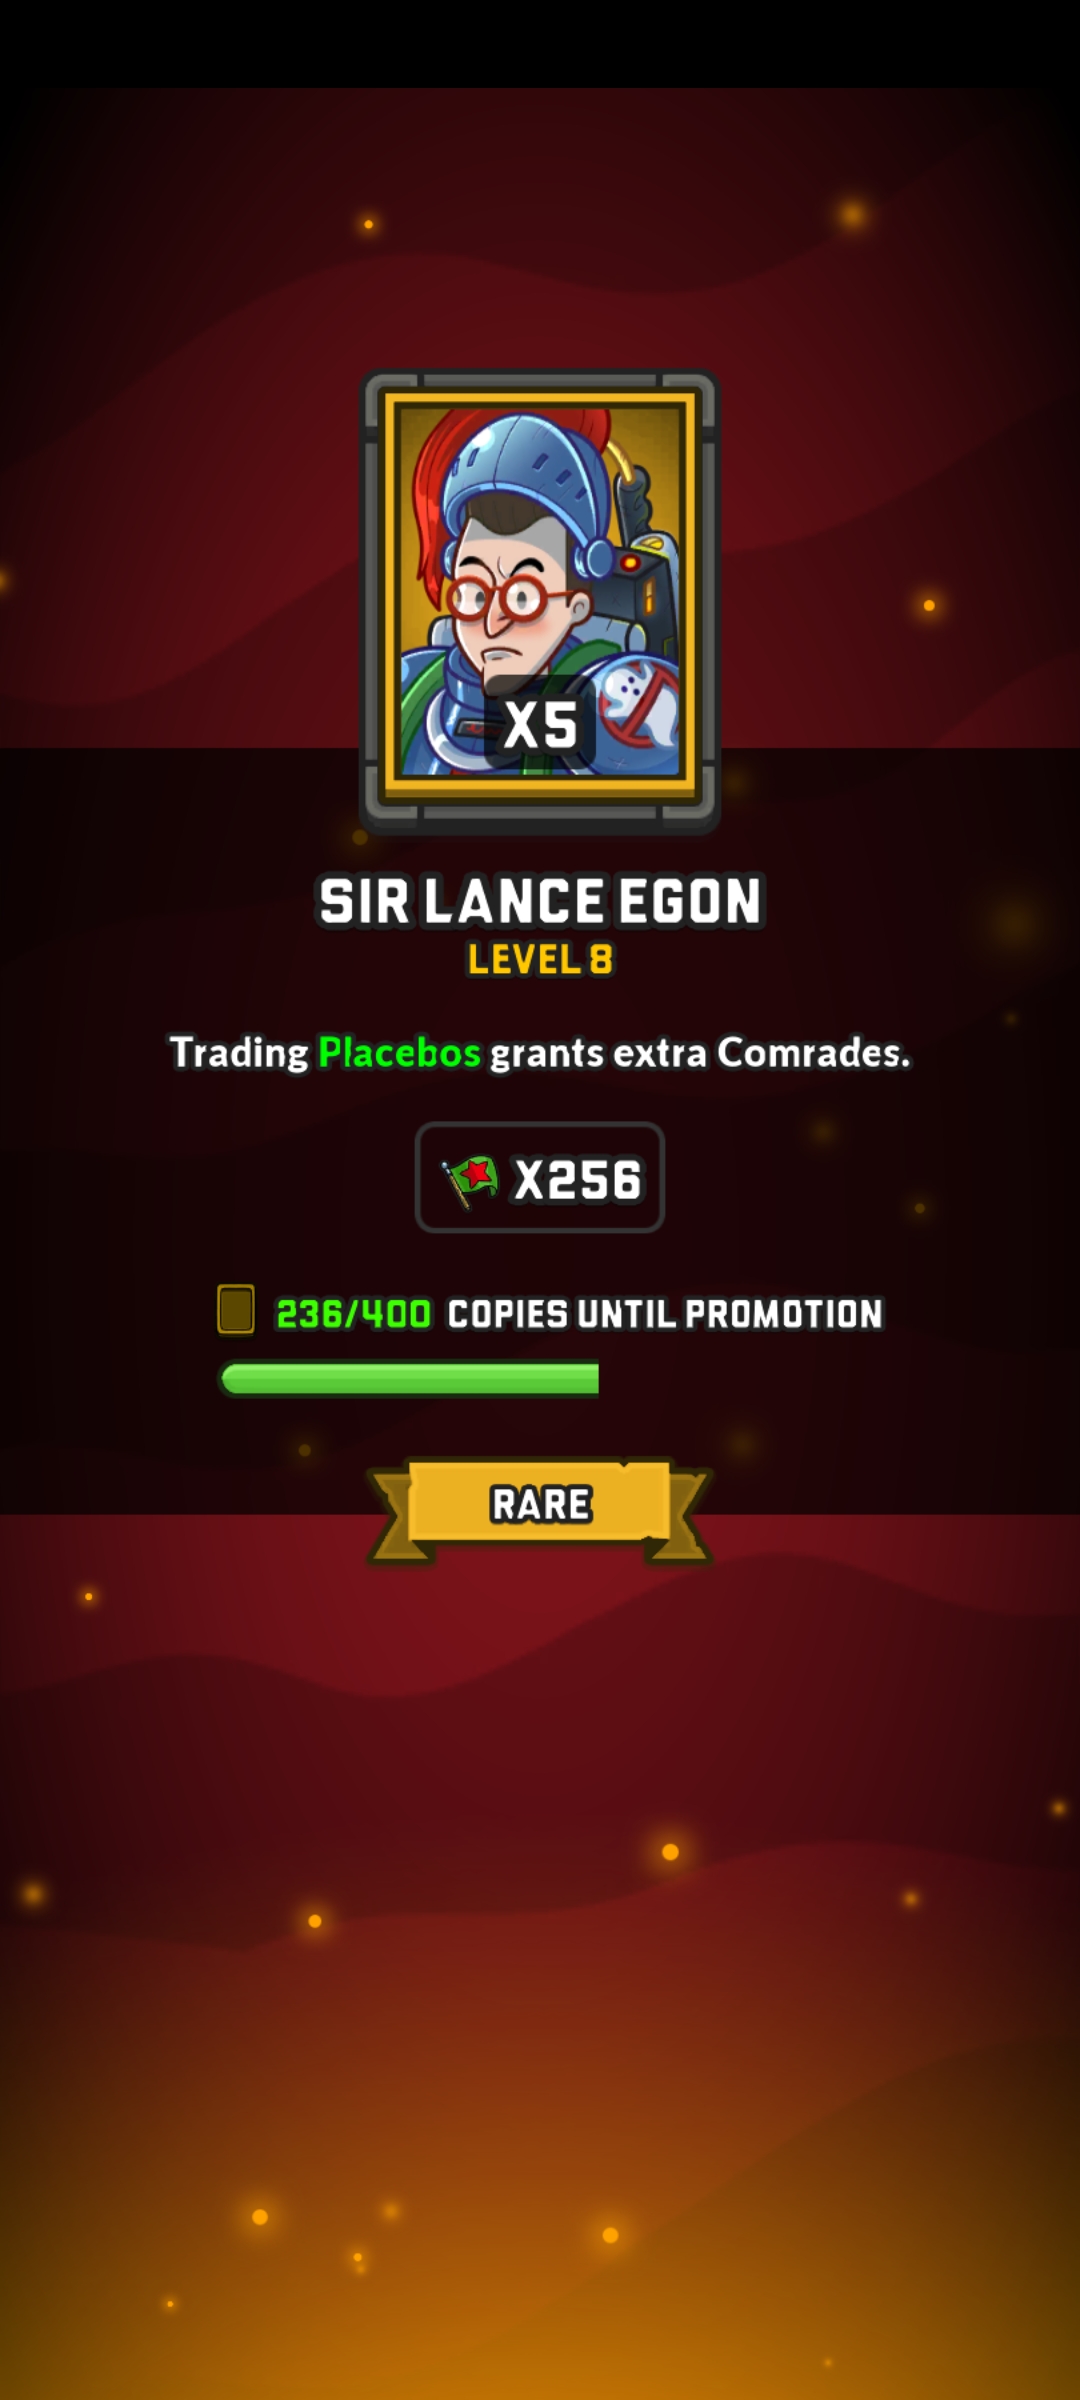 X5
SIR LANCE EGON
LEVEL 8
Trading Placebos grants extra Comrades.
X256
236/400 COPIES UNTIL PROMOTION
RARE